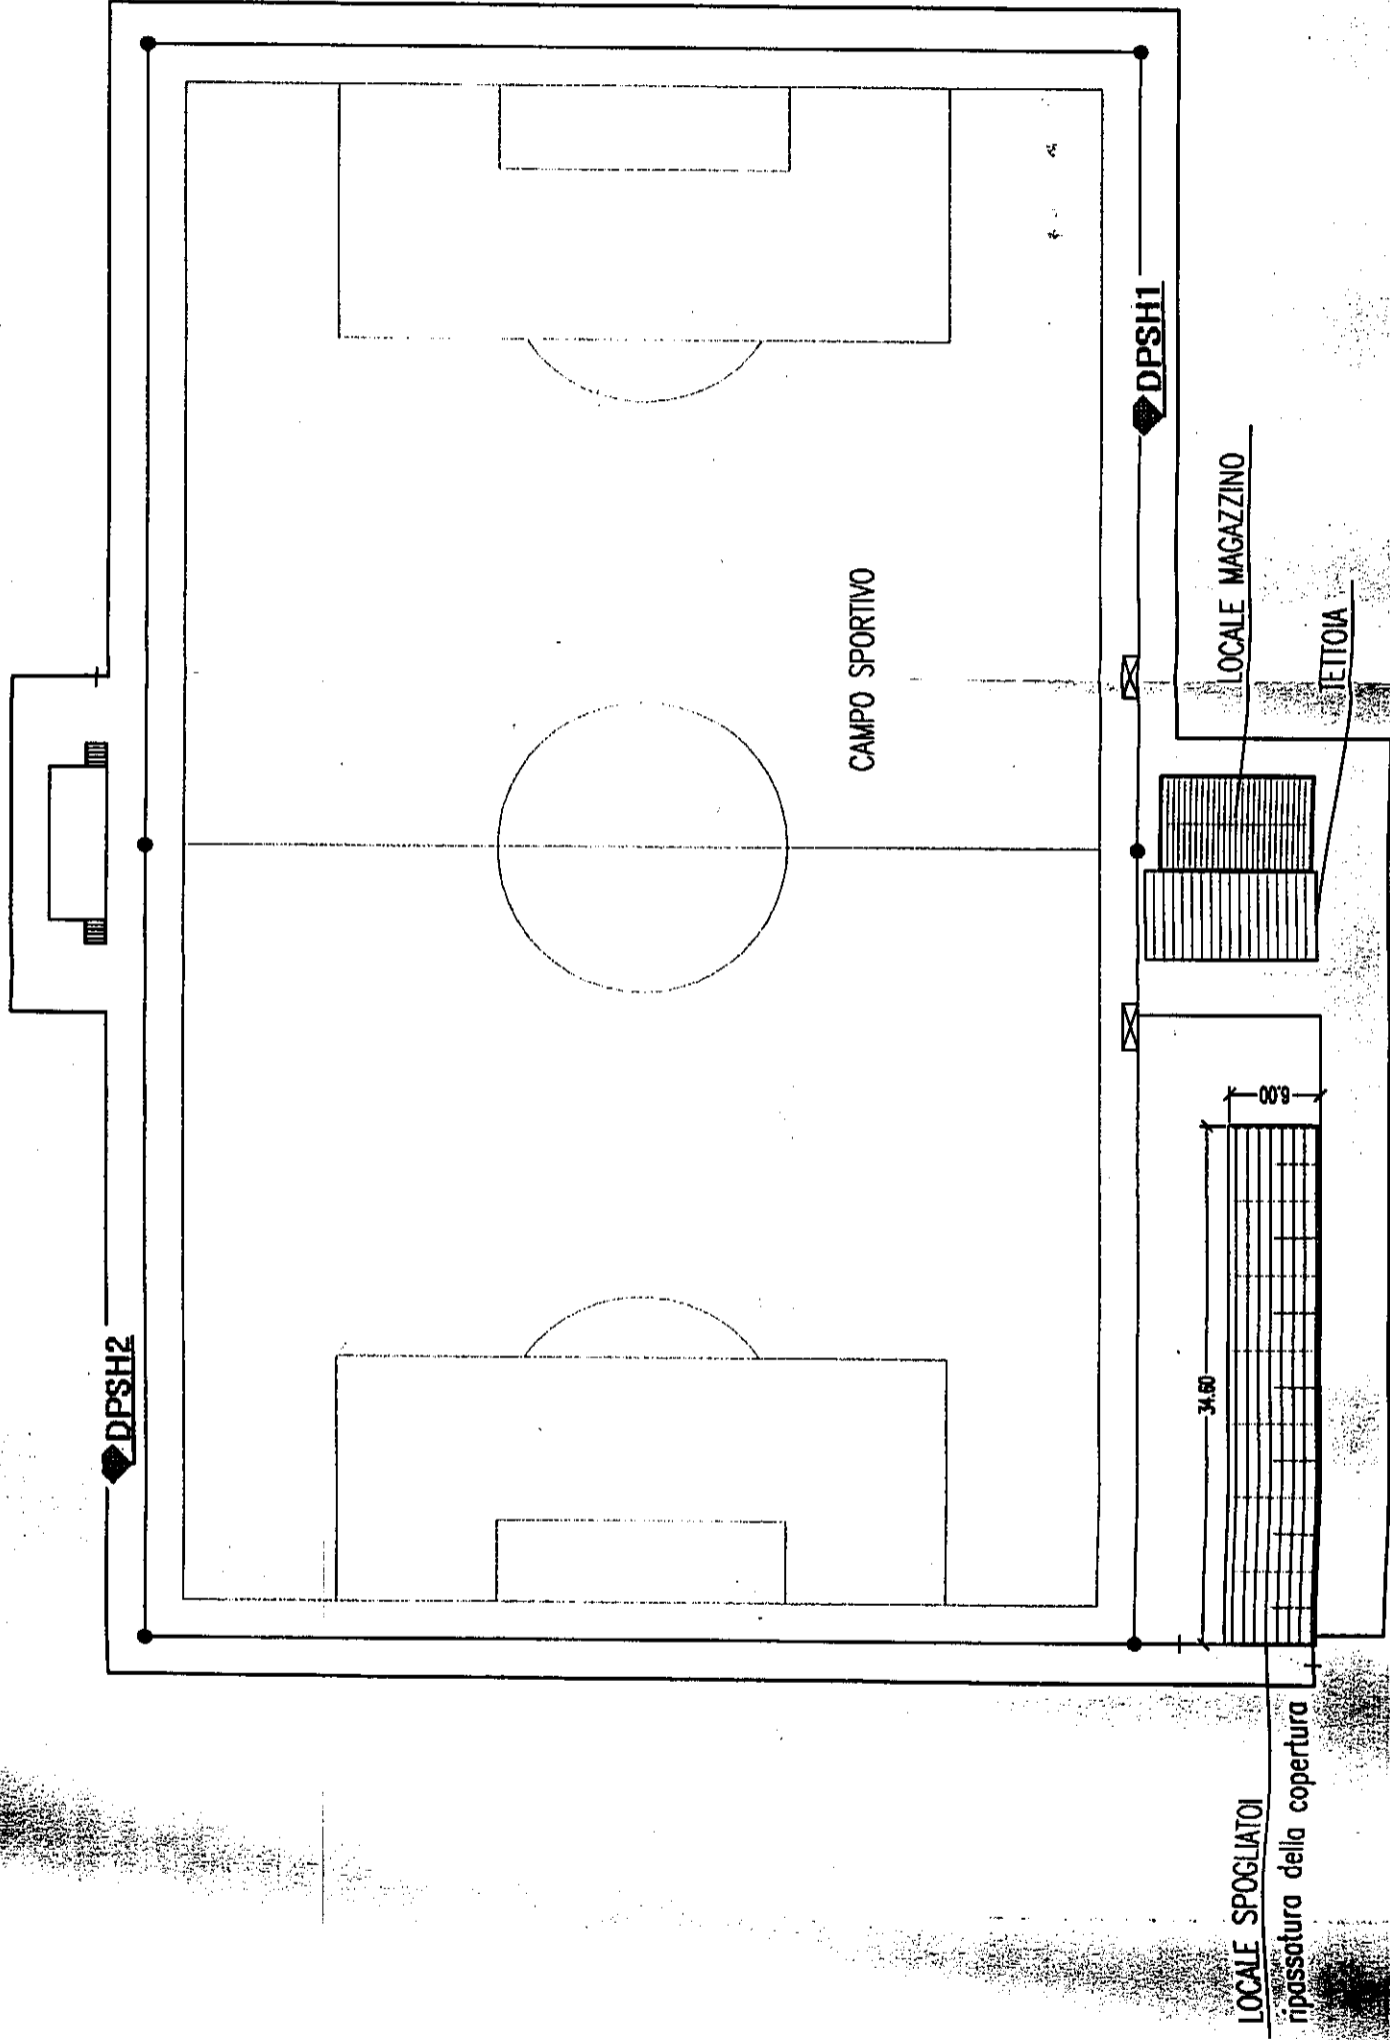 DPSH2
DPSH1
CAMPO SPORTIVO
LOCALE MAGAZZINO
TETTOIA
6.00
34.60
LOCALE SPOGLIATOI
ripassatura della copertura